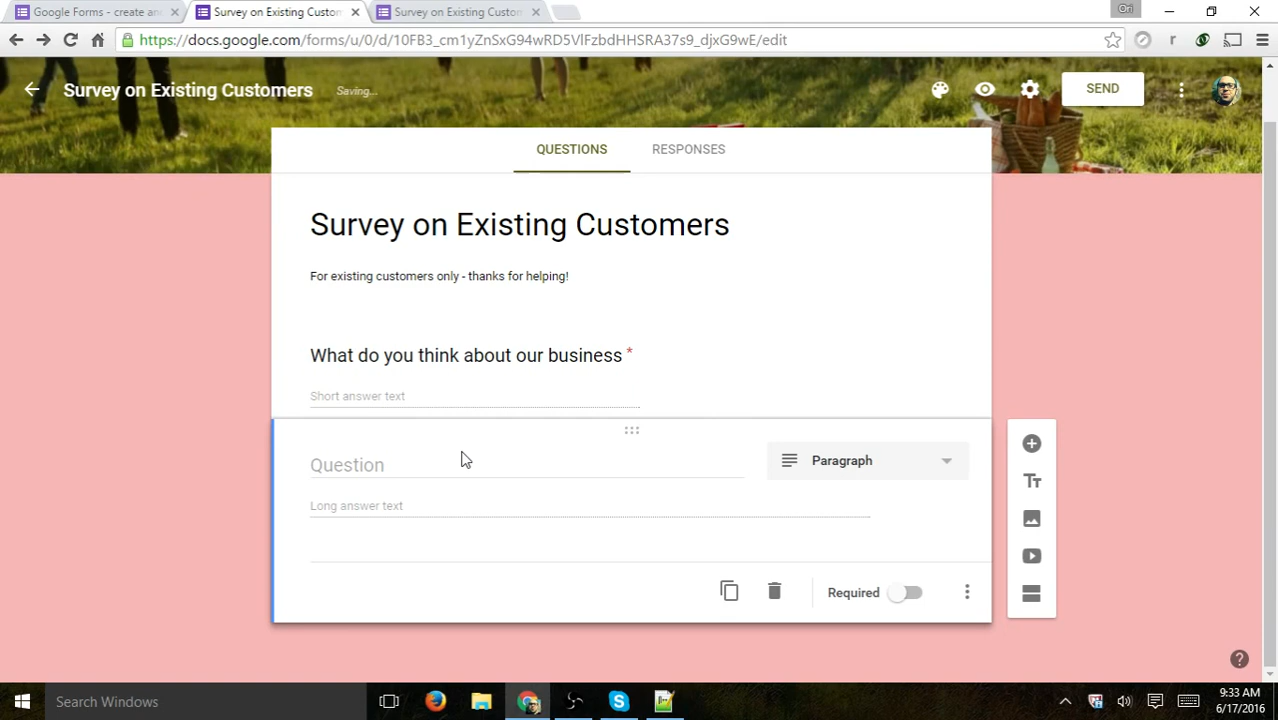 Google Forms - create an
Survey on Existing Custom
Survey on Existing Custom
Ori
https://docs.google.com/forms/u/0/d/10FB3_cm1yZnSxG94wRD5VlFzbdHHSRA37s9_djxG9wE/edit
Survey on Existing Customers
Saving...
SEND
QUESTIONS
RESPONSES
Survey on Existing Customers
For existing customers only - thanks for helping!
What do you think about our business *
Short answer text
Question
Paragraph
Long answer text
Required
Search Windows
9:33 AM
6/17/2016